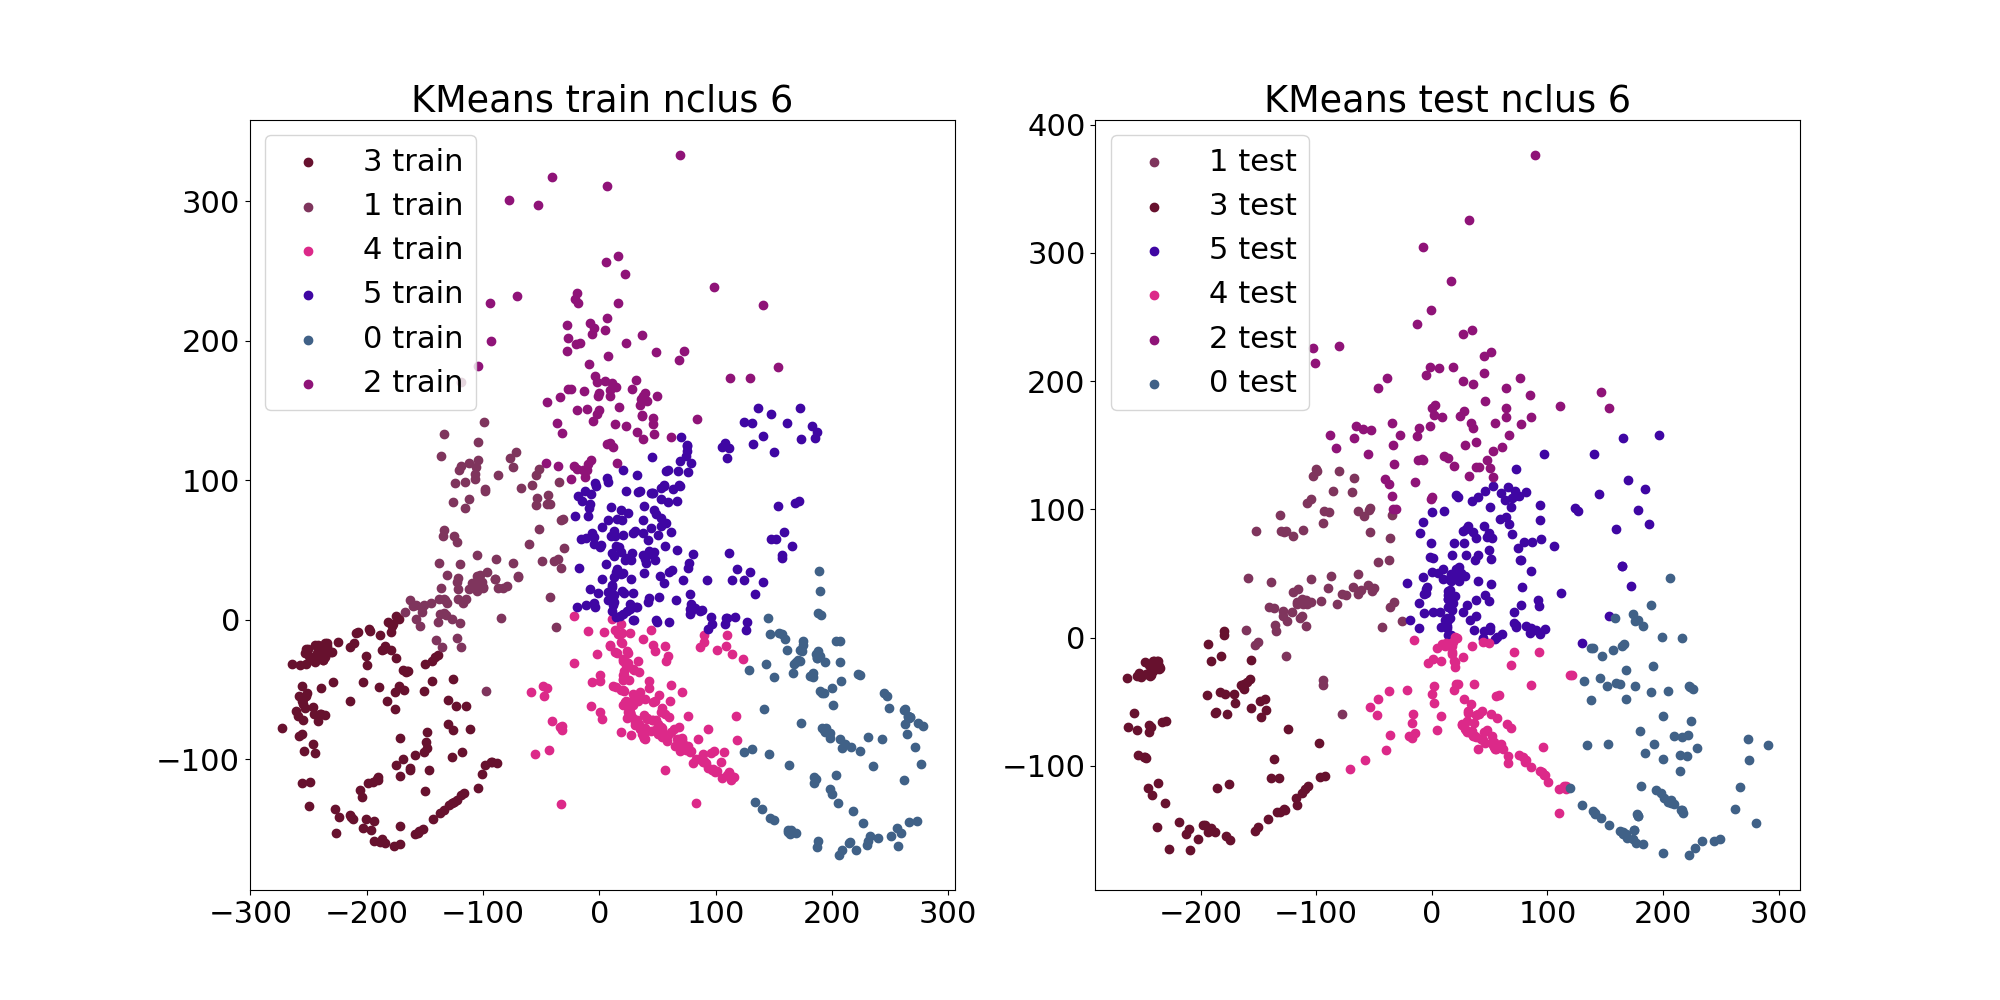 KMeans train nclus 6
3 train
1 train
4 train
5 train
0 train
2 train
300
200
100
0
−100
−300 −200 −100 0 100 200 300
KMeans test nclus 6
1 test
3 test
5 test
4 test
2 test
0 test
400
300
200
100
0
−100
−200 −100 0 100 200 300